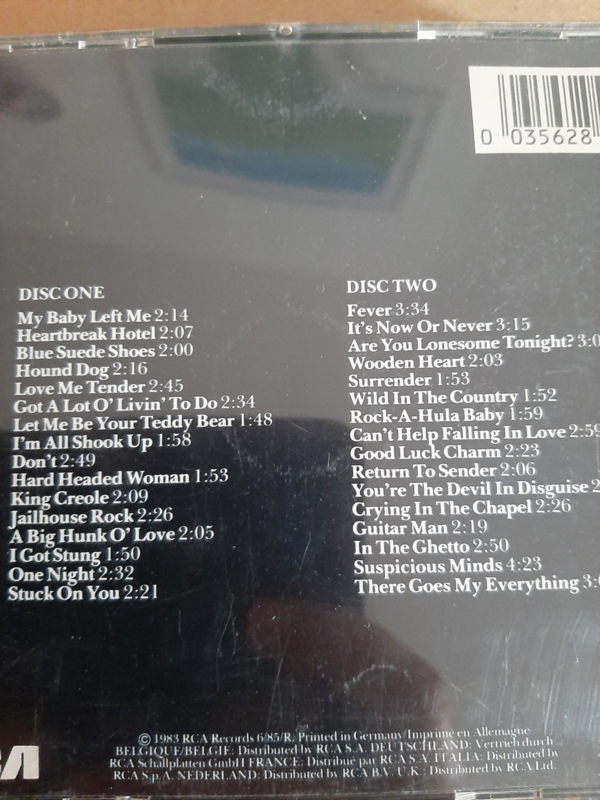 0 035628
DISC ONE
My Baby Left Me 2:14
Heartbreak Hotel 2:07
Blue Suede Shoes 2:00
Hound Dog 2:16
Love Me Tender 2:45
Got A Lot O' Livin' To Do 2:34
Let Me Be Your Teddy Bear 1:48
I'm All Shook Up 1:58
Don't 2:49
Hard Headed Woman 1:53
King Creole 2:09
Jailhouse Rock 2:26
A Big Hunk O' Love 2:05
I Got Stung 1:50
One Night 2:32
Stuck On You 2:21
DISC TWO
Fever 3:34
It's Now Or Never 3:15
Are You Lonesome Tonight? 3:0
Wooden Heart 2:03
Surrender 1:53
Wild In The Country 1:52
Rock-A-Hula Baby 1:59
Can't Help Falling In Love 2:59
Good Luck Charm 2:23
Return To Sender 2:06
You're The Devil In Disguise 2
Crying In The Chapel 2:26
Guitar Man 2:19
In The Ghetto 2:50
Suspicious Minds 4:23
There Goes My Everything 3:
© 1983 RCA Records 6/85/R. Printed in Germany/Imprimé en Allemagne
BELGIQUE/BELGIE: Distributed by RCA S.A. DEUTSCHLAND: Vertrieb durch
RCA Schallplatten GmbH FRANCE: Distribué par RCA S.A. ITALIA: Distributed by
RCA S.p.A. NEDERLAND: Distributed by RCA B.V. U.K.: Distributed by RCA Ltd.